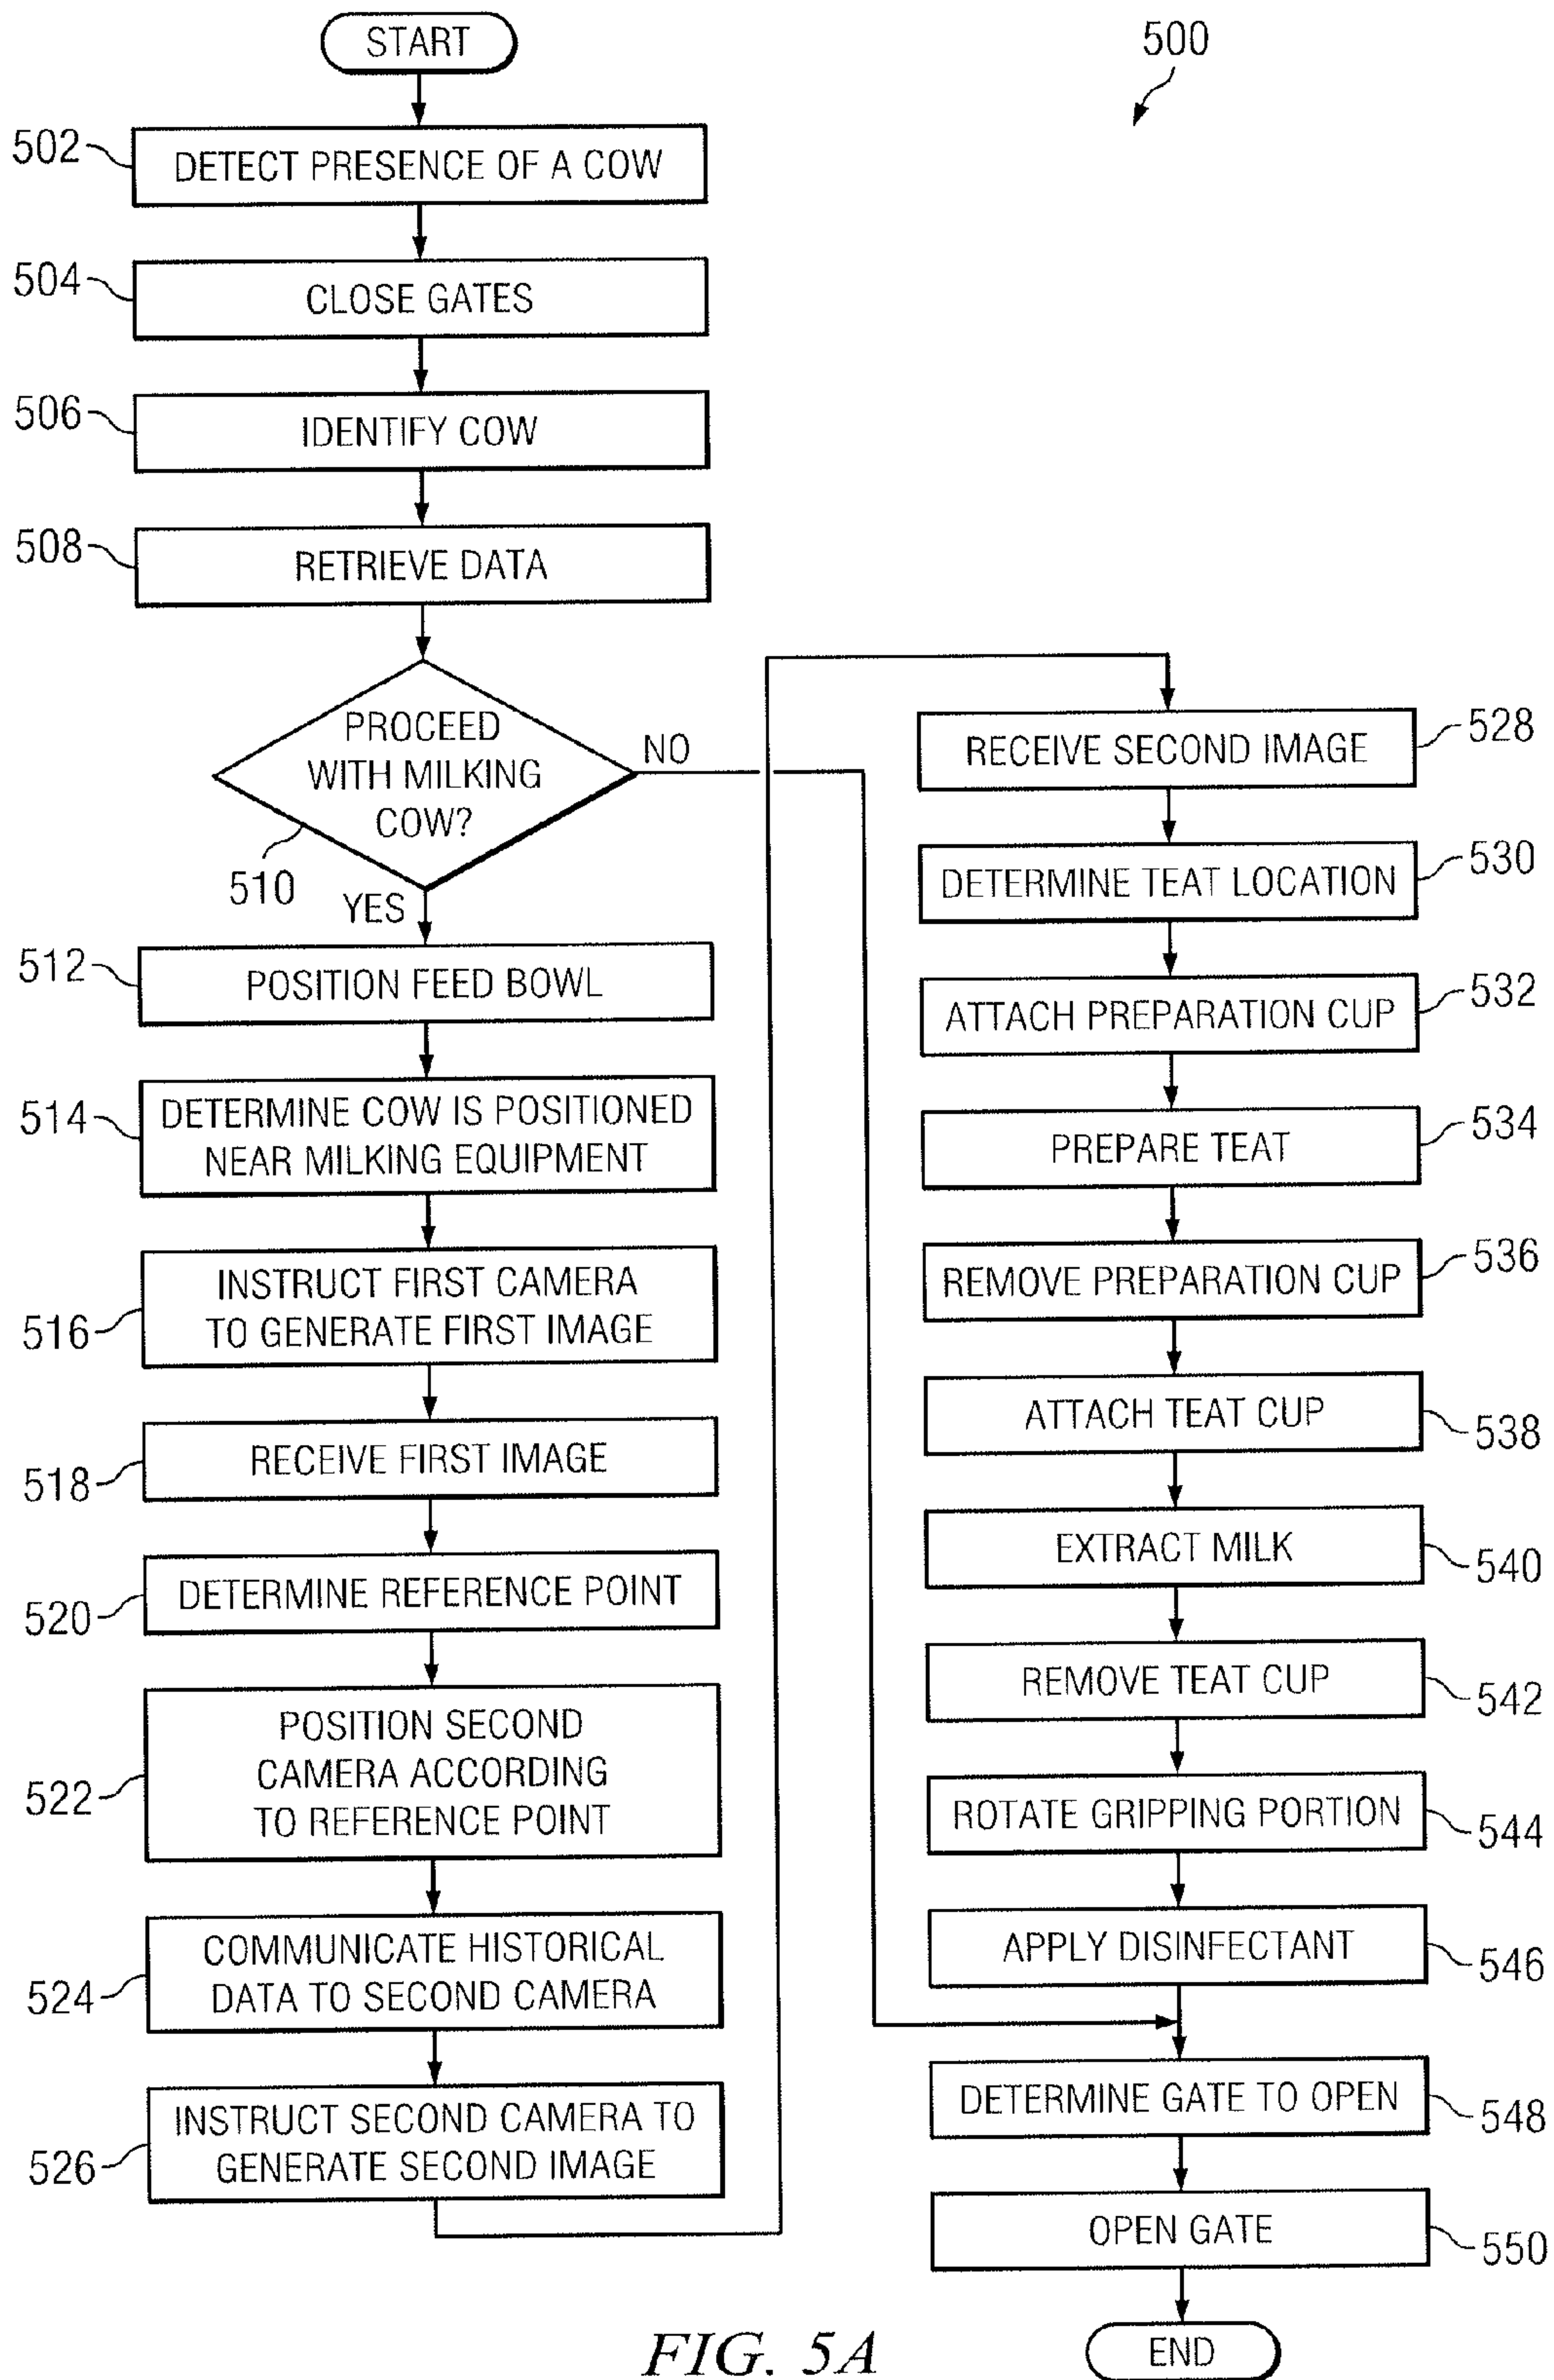 START
500
502
DETECT PRESENCE OF A COW
504
CLOSE GATES
506
IDENTIFY COW
508
RETRIEVE DATA
PROCEED
WITH MILKING
COW?
NO
510
YES
512
POSITION FEED BOWL
514
DETERMINE COW IS POSITIONED
NEAR MILKING EQUIPMENT
516
INSTRUCT FIRST CAMERA
TO GENERATE FIRST IMAGE
518
RECEIVE FIRST IMAGE
520
DETERMINE REFERENCE POINT
522
POSITION SECOND
CAMERA ACCORDING
TO REFERENCE POINT
524
COMMUNICATE HISTORICAL
DATA TO SECOND CAMERA
526
INSTRUCT SECOND CAMERA TO
GENERATE SECOND IMAGE
RECEIVE SECOND IMAGE
528
DETERMINE TEAT LOCATION
530
ATTACH PREPARATION CUP
532
PREPARE TEAT
534
REMOVE PREPARATION CUP
536
ATTACH TEAT CUP
538
EXTRACT MILK
540
REMOVE TEAT CUP
542
ROTATE GRIPPING PORTION
544
APPLY DISINFECTANT
546
DETERMINE GATE TO OPEN
548
OPEN GATE
550
END
FIG. 5A